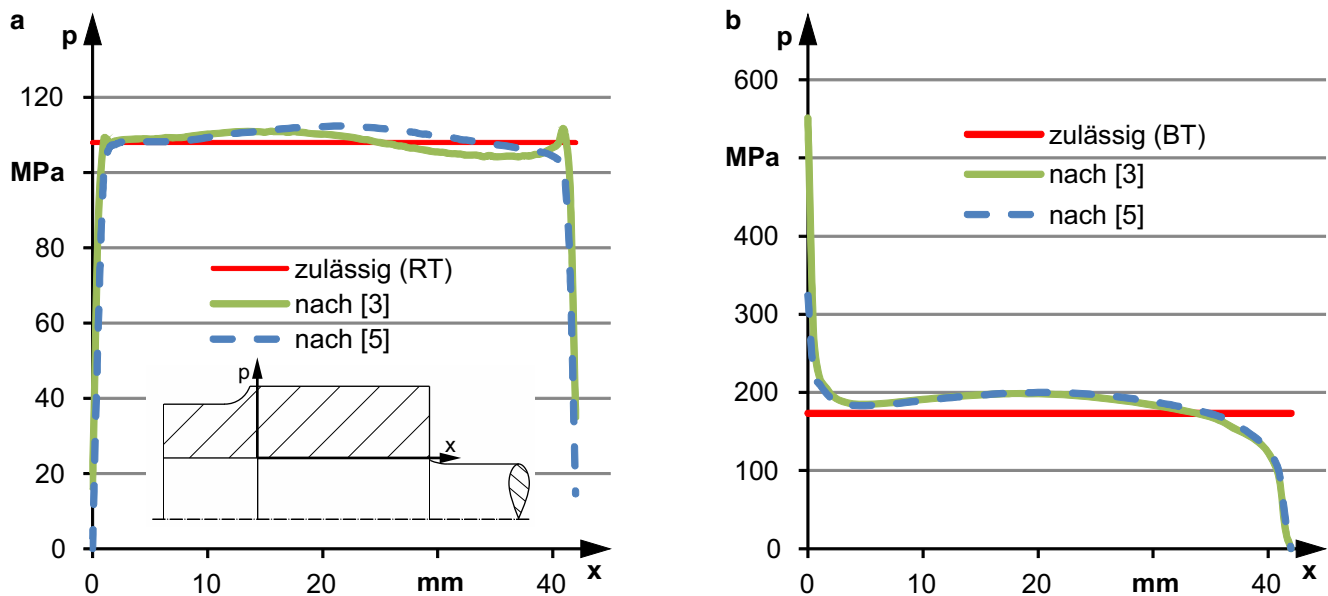 a
p
120
MPa
80
60
40
20
0
zulässig (RT)
nach [3]
nach [5]
p
x
0 10 20 mm 40 x
b
p
600
MPa
400
300
200
100
0
zulässig (BT)
nach [3]
nach [5]
0 10 20 mm 40 x